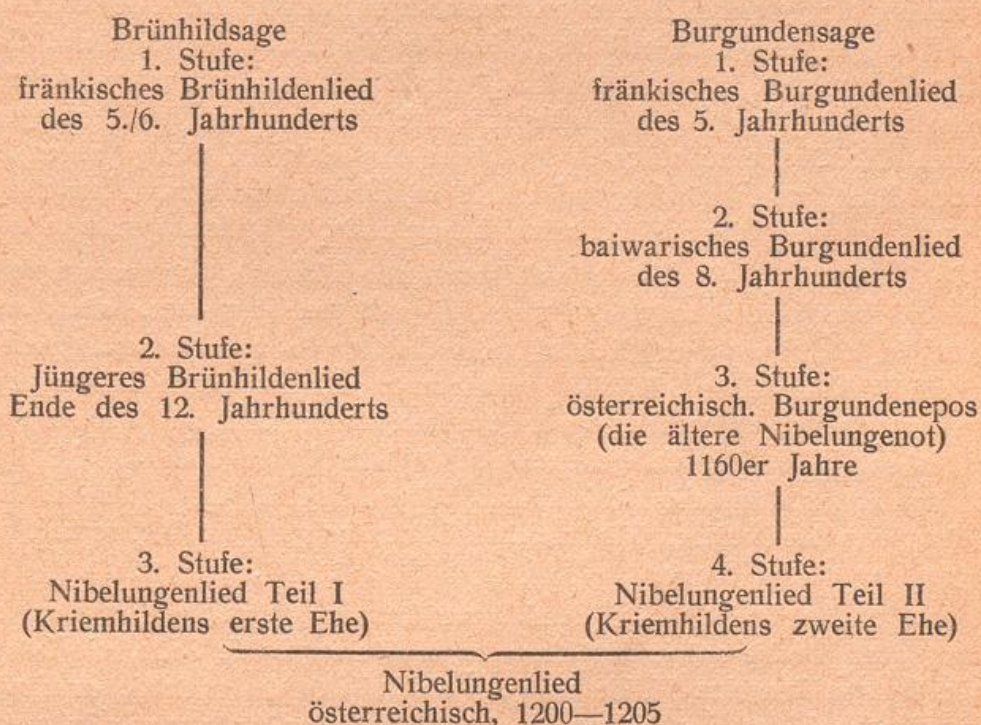 Brünhildsage
1. Stufe:
fränkisches Brünhildenlied
des 5./6. Jahrhunderts
2. Stufe:
Jüngeres Brünhildenlied
Ende des 12. Jahrhunderts
3. Stufe:
Nibelungenlied Teil I
(Kriemhildens erste Ehe)
Burgundensage
1. Stufe:
fränkisches Burgundenlied
des 5. Jahrhunderts
2. Stufe:
baiwarisches Burgundenlied
des 8. Jahrhunderts
3. Stufe:
österreichisch. Burgundenepos
(die ältere Nibelungenot)
1160er Jahre
4. Stufe:
Nibelungenlied Teil II
(Kriemhildens zweite Ehe)
Nibelungenlied
österreichisch, 1200—1205